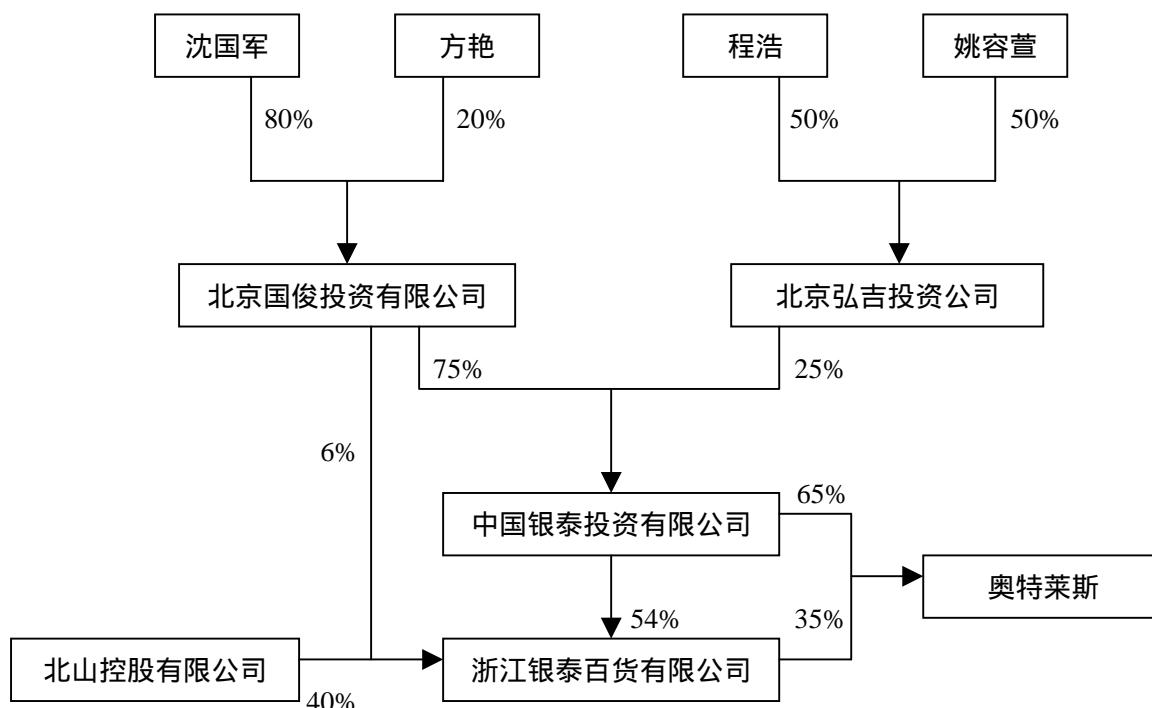 沈国军
方艳
程浩
姚容萱
80%
20%
50%
50%
北京国俊投资有限公司
北京弘吉投资公司
75%
25%
6%
65%
中国银泰投资有限公司
奥特莱斯
54%
35%
北山控股有限公司
浙江银泰百货有限公司
40%